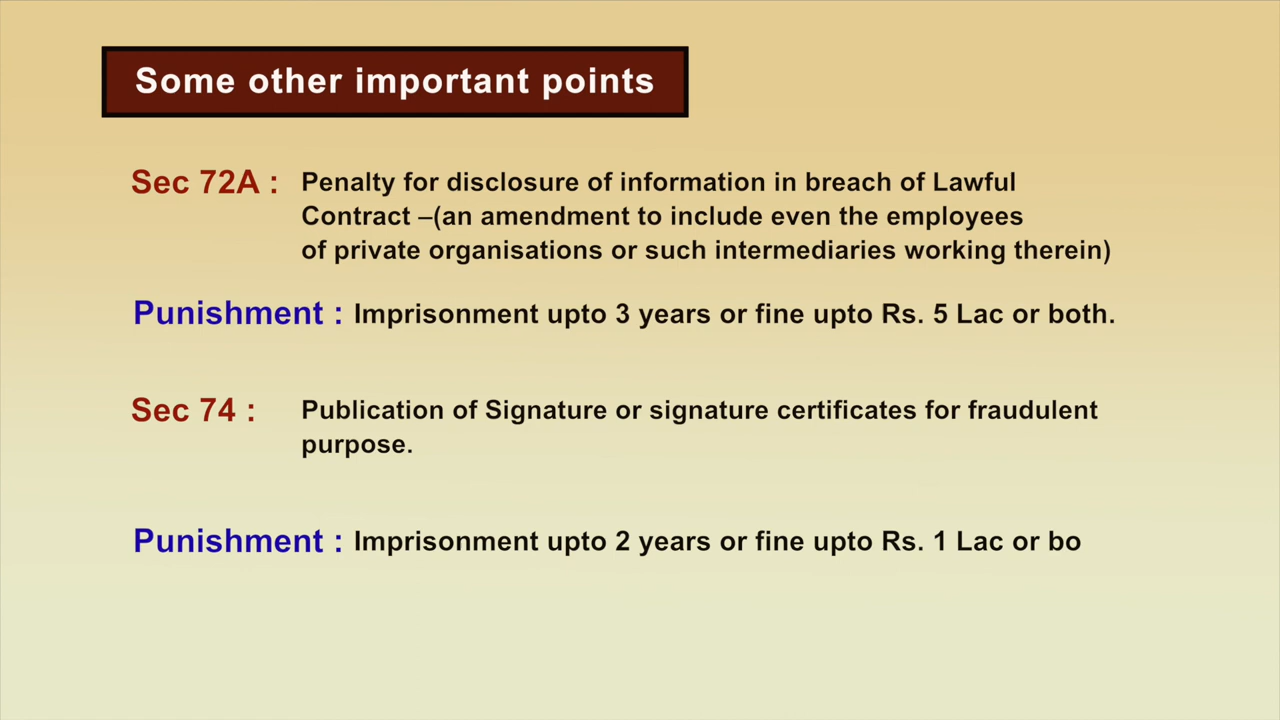 Some other important points
Sec 72A : Penalty for disclosure of information in breach of Lawful
Contract –(an amendment to include even the employees
of private organisations or such intermediaries working therein)
Punishment : Imprisonment upto 3 years or fine upto Rs. 5 Lac or both.
Sec 74 : Publication of Signature or signature certificates for fraudulent
purpose.
Punishment : Imprisonment upto 2 years or fine upto Rs. 1 Lac or bo